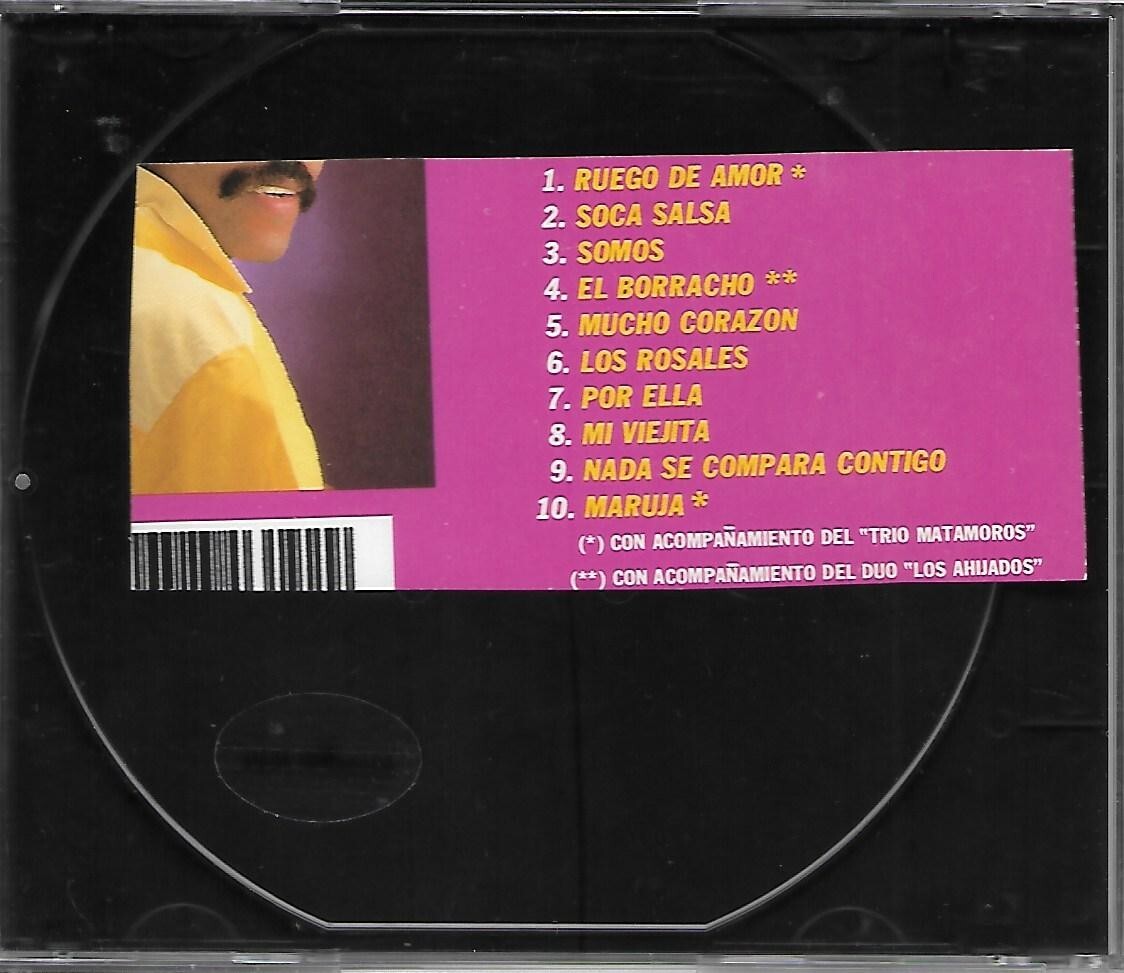 1. RUEGO DE AMOR *
2. SOCA SALSA
3. SOMOS
4. EL BORRACHO **
5. MUCHO CORAZON
6. LOS ROSALES
7. POR ELLA
8. MI VIEJITA
9. NADA SE COMPARA CONTIGO
10. MARUJA *
(*) CON ACOMPAÑAMIENTO DEL "TRIO MATAMOROS"
(**) CON ACOMPAÑAMIENTO DEL DUO "LOS AHIJADOS"